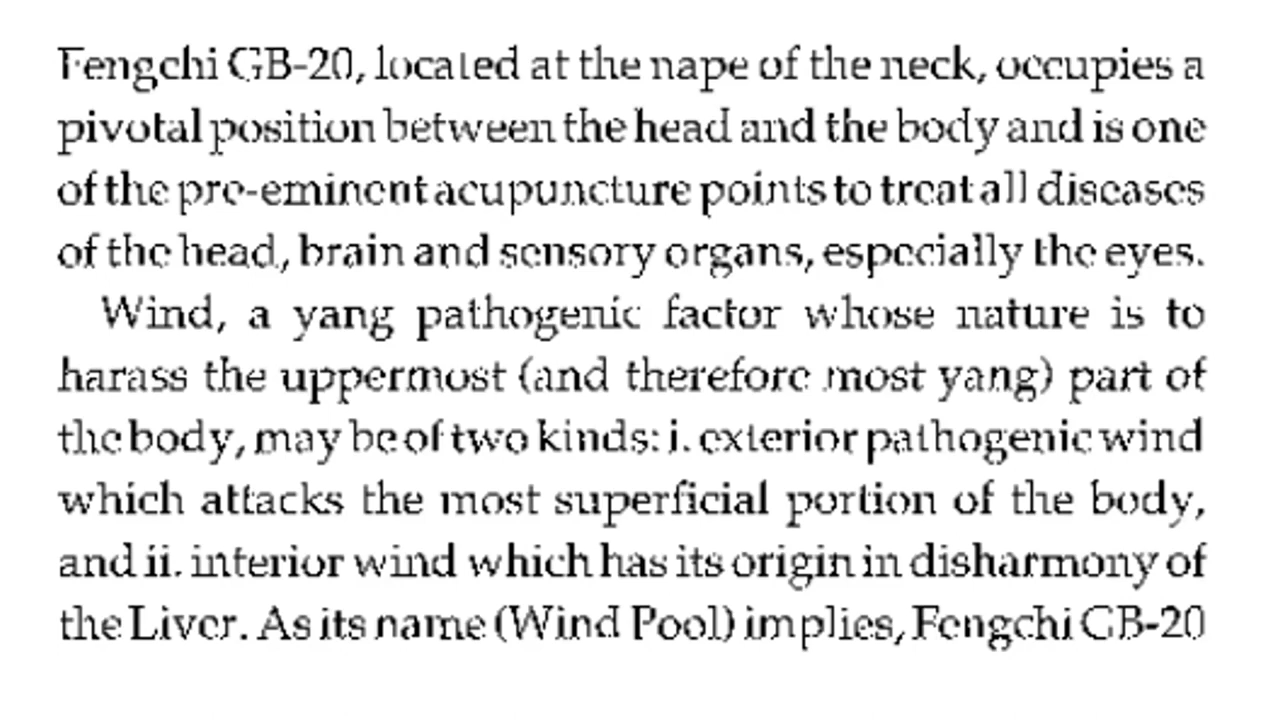 Fengchi GB-20, located at the nape of the neck, occupies a
pivotal position between the head and the body and is one
of the pre-eminent acupuncture points to treat all diseases
of the head, brain and sensory organs, especially the eyes.
Wind, a yang pathogenic factor whose nature is to
harass the uppermost (and therefore most yang) part of
the body, may be of two kinds: i. exterior pathogenic wind
which attacks the most superficial portion of the body,
and ii. interior wind which has its origin in disharmony of
the Liver. As its name (Wind Pool) implies, Fengchi GB-20